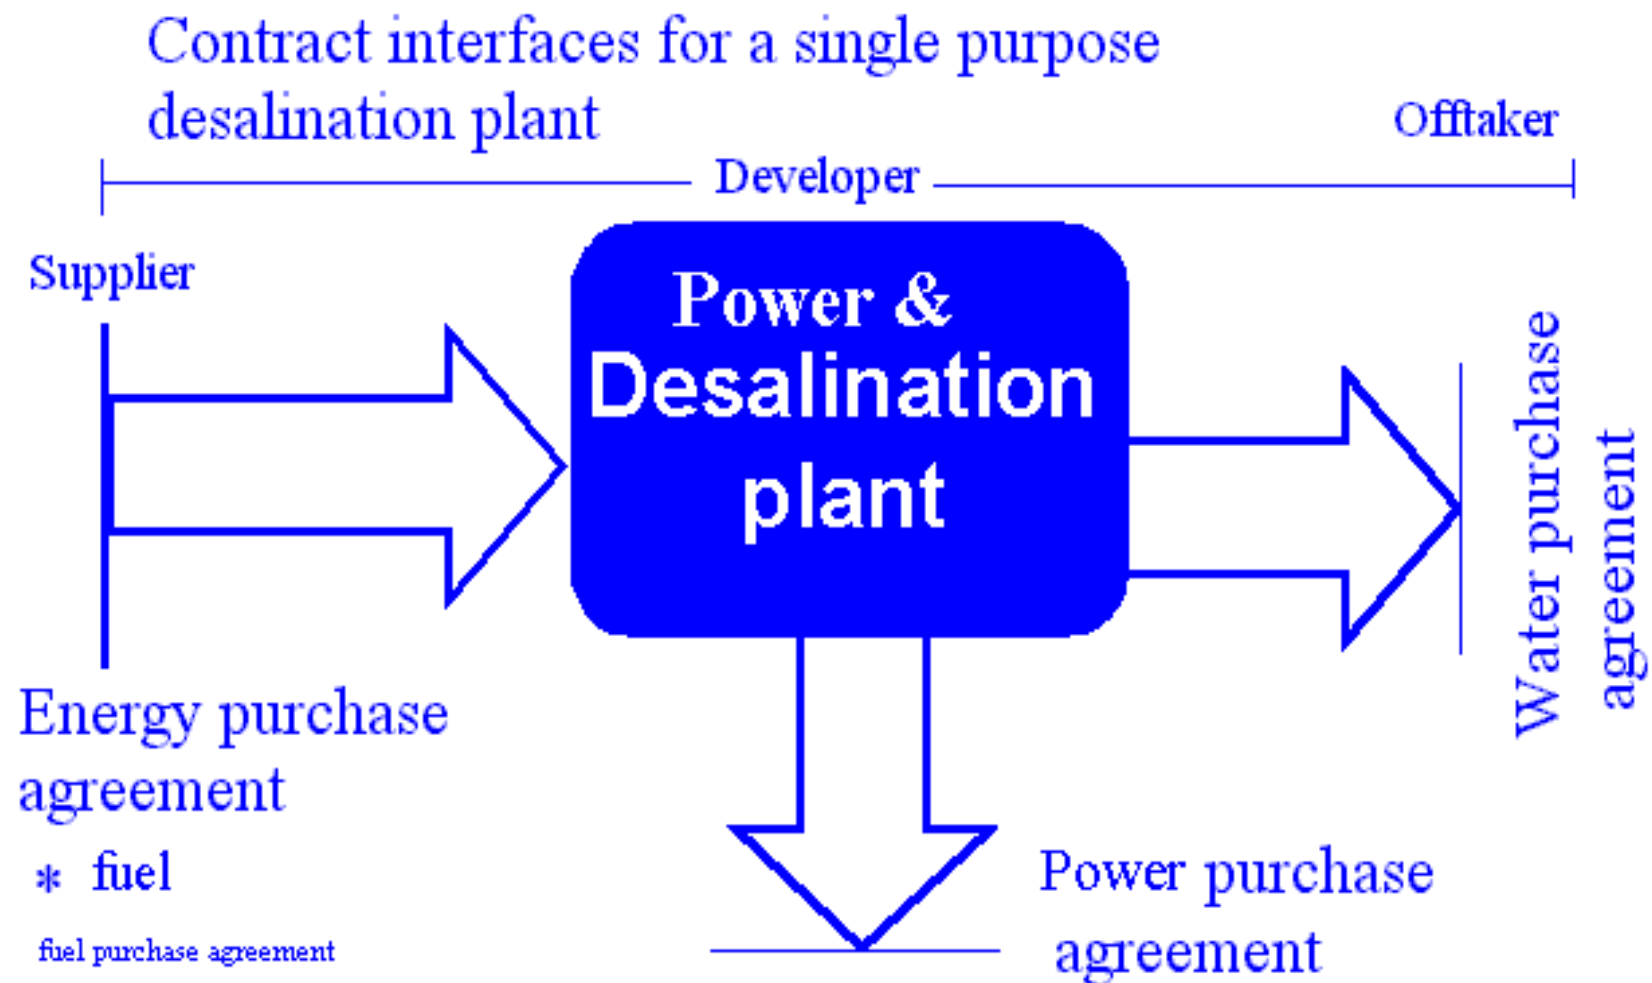 Contract interfaces for a single purpose
desalination plant
Offtaker
Developer
Supplier
Power &
Desalination
plant
Water purchase
agreement
Energy purchase
agreement
* fuel
fuel purchase agreement
Power purchase
agreement